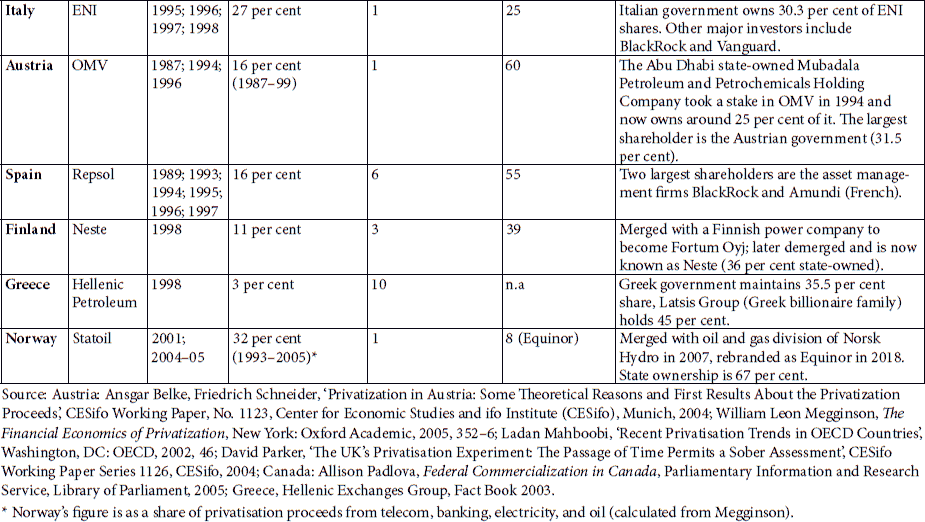 Italy ENI 1995; 1996; 27 per cent 1 25 Italian government owns 30.3 per cent of ENI
1997; 1998 shares. Other major investors include
BlackRock and Vanguard.
Austria OMV 1987; 1994; 16 per cent 1 60 The Abu Dhabi state-owned Mubadala
1996 (1987–99) Petroleum and Petrochemicals Holding
Company took a stake in OMV in 1994 and
now owns around 25 per cent of it. The largest
shareholder is the Austrian government (31.5
per cent).
Spain Repsol 1989; 1993; 16 per cent 6 55 Two largest shareholders are the asset manage-
1994; 1995; ment firms BlackRock and Amundi (French).
1996; 1997
Finland Neste 1998 11 per cent 3 39 Merged with a Finnish power company to
become Fortum Oyj; later demerged and is now
known as Neste (36 per cent state-owned).
Greece Hellenic 1998 3 per cent 10 n.a Greek government maintains 35.5 per cent
Petroleum share, Latsis Group (Greek billionaire family)
holds 45 per cent.
Norway Statoil 2001; 32 per cent 1 8 (Equinor) Merged with oil and gas division of Norsk
2004–05 (1993–2005)* Hydro in 2007, rebranded as Equinor in 2018.
State ownership is 67 per cent.
Source: Austria: Ansgar Belke, Friedrich Schneider, ‘Privatization in Austria: Some Theoretical Reasons and First Results About the Privatization
Proceeds’, CESifo Working Paper, No. 1123, Center for Economic Studies and ifo Institute (CESifo), Munich, 2004; William Leon Megginson, The
Financial Economics of Privatization, New York: Oxford Academic, 2005, 352–6; Ladan Mahboobi, ‘Recent Privatisation Trends in OECD Countries’,
Washington, DC: OECD, 2002, 46; David Parker, ‘The UK’s Privatisation Experiment: The Passage of Time Permits a Sober Assessment’, CESifo
Working Paper Series 1126, CESifo, 2004; Canada: Allison Padlova, Federal Commercialization in Canada, Parliamentary Information and Research
Service, Library of Parliament, 2005; Greece, Hellenic Exchanges Group, Fact Book 2003.
* Norway’s figure is as a share of privatisation proceeds from telecom, banking, electricity, and oil (calculated from Megginson).